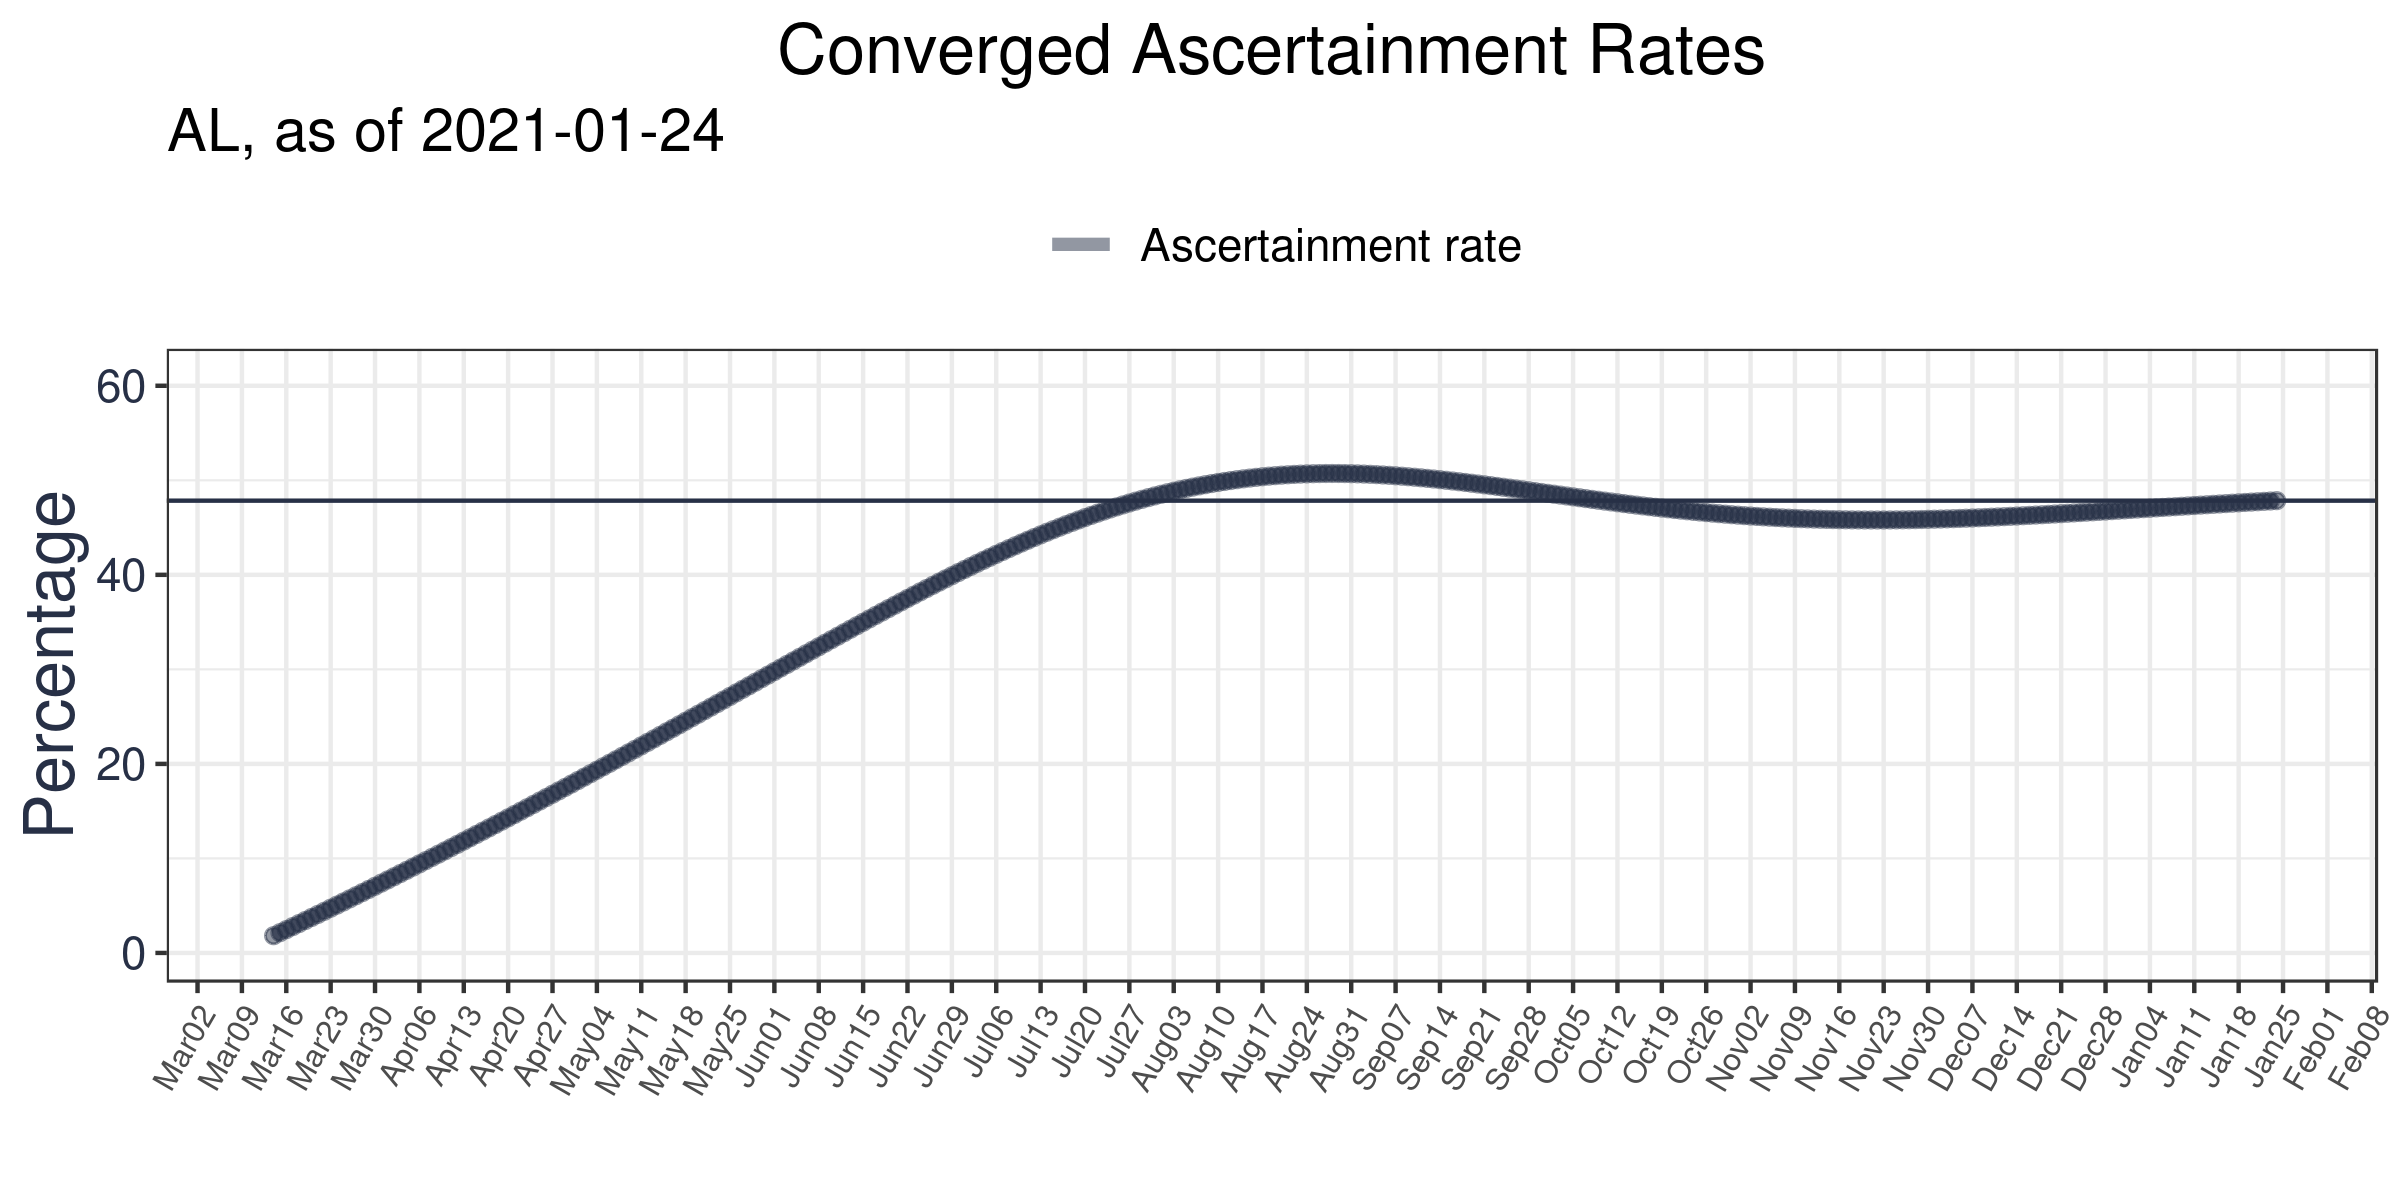 Converged Ascertainment Rates
AL, as of 2021-01-24
Ascertainment rate
Percentage
60
40
20
0
Mar02 Mar09 Mar16 Mar23 Mar30 Apr06 Apr13 Apr20 Apr27 May04 May11 May18 May25 Jun01 Jun08 Jun15 Jun22 Jun29 Jul06 Jul13 Jul20 Jul27 Aug03 Aug10 Aug17 Aug24 Aug31 Sep07 Sep14 Sep21 Sep28 Oct05 Oct12 Oct19 Oct26 Nov02 Nov09 Nov16 Nov23 Nov30 Dec07 Dec14 Dec21 Dec28 Jan04 Jan11 Jan18 Jan25 Feb01 Feb08